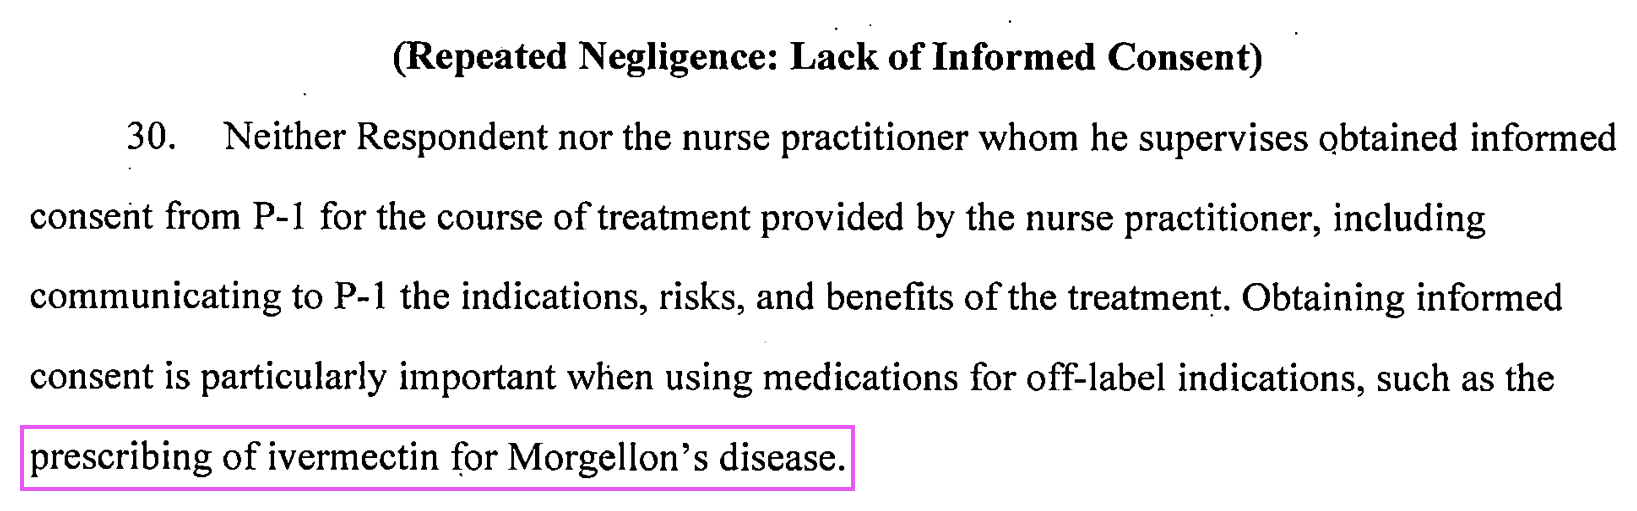 (Repeated Negligence: Lack of Informed Consent)
30. Neither Respondent nor the nurse practitioner whom he supervises obtained informed
consent from P-1 for the course of treatment provided by the nurse practitioner, including
communicating to P-1 the indications, risks, and benefits of the treatment. Obtaining informed
consent is particularly important when using medications for off-label indications, such as the
prescribing of ivermectin for Morgellon's disease.